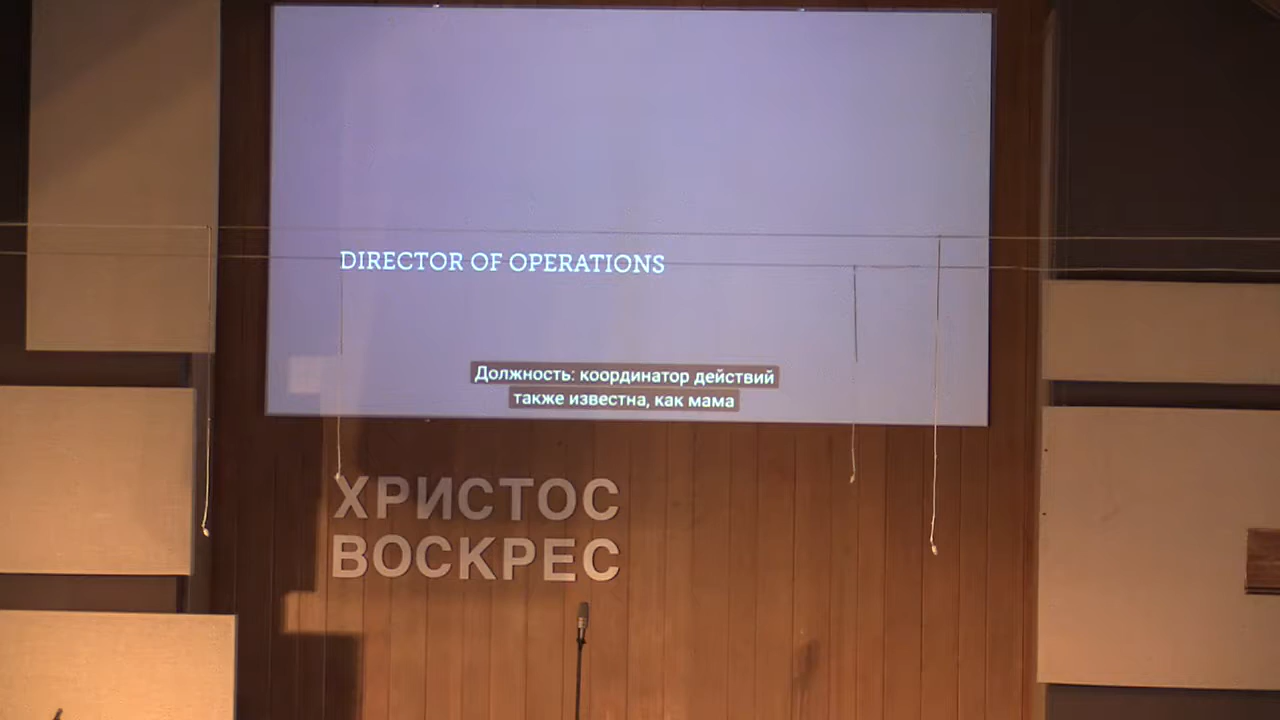 DIRECTOR OF OPERATIONS
Должность: координатор действий
также известна, как мама
ХРИСТОС
ВОСКРЕС